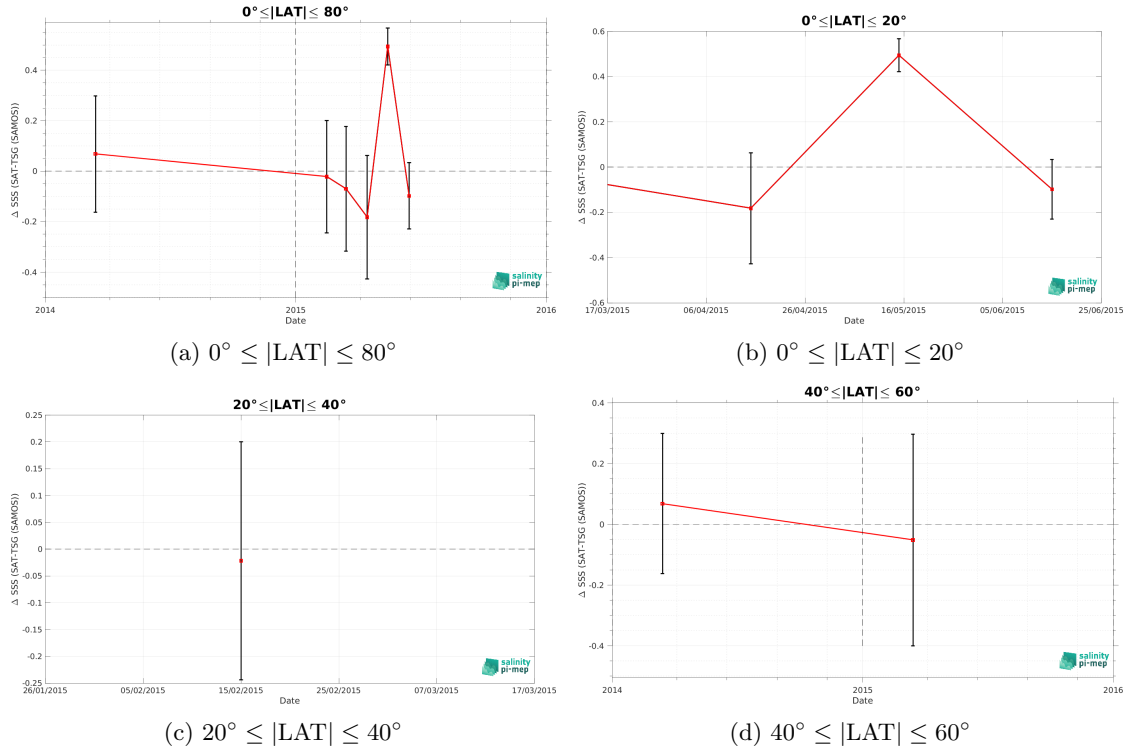 0°≤|LAT|≤ 80°
Δ SSS (SAT-TSG (SAMOS))
0.4
0.2
0
-0.2
-0.4
2014
2015
2016
Date
salinity
pi-mep
(a) 0° ≤ |LAT| ≤ 80°
0°≤|LAT|≤ 20°
Δ SSS (SAT-TSG (SAMOS))
0.6
0.4
0.2
0
-0.2
-0.4
-0.6
17/03/2015
06/04/2015
26/04/2015
16/05/2015
05/06/2015
25/06/2015
Date
salinity
pi-mep
(b) 0° ≤ |LAT| ≤ 20°
20°≤|LAT|≤ 40°
Δ SSS (SAT-TSG (SAMOS))
0.25
0.2
0.15
0.1
0.05
0
-0.05
-0.1
-0.15
-0.2
-0.25
26/01/2015
05/02/2015
15/02/2015
25/02/2015
07/03/2015
17/03/2015
Date
salinity
pi-mep
(c) 20° ≤ |LAT| ≤ 40°
40°≤|LAT|≤ 60°
Δ SSS (SAT-TSG (SAMOS))
0.4
0.2
0
-0.2
-0.4
2014
2015
2016
Date
salinity
pi-mep
(d) 40° ≤ |LAT| ≤ 60°